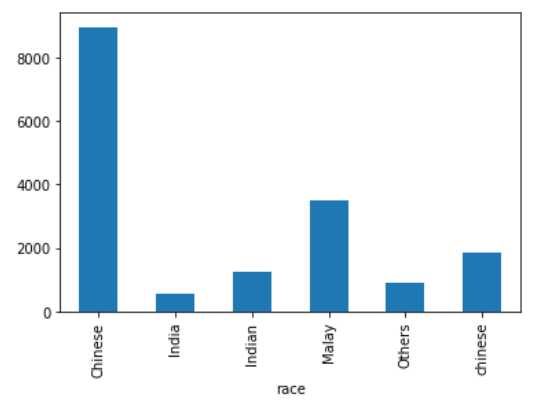 8000
6000
4000
2000
0
Chinese
India
Indian
Malay
Others
chinese
race